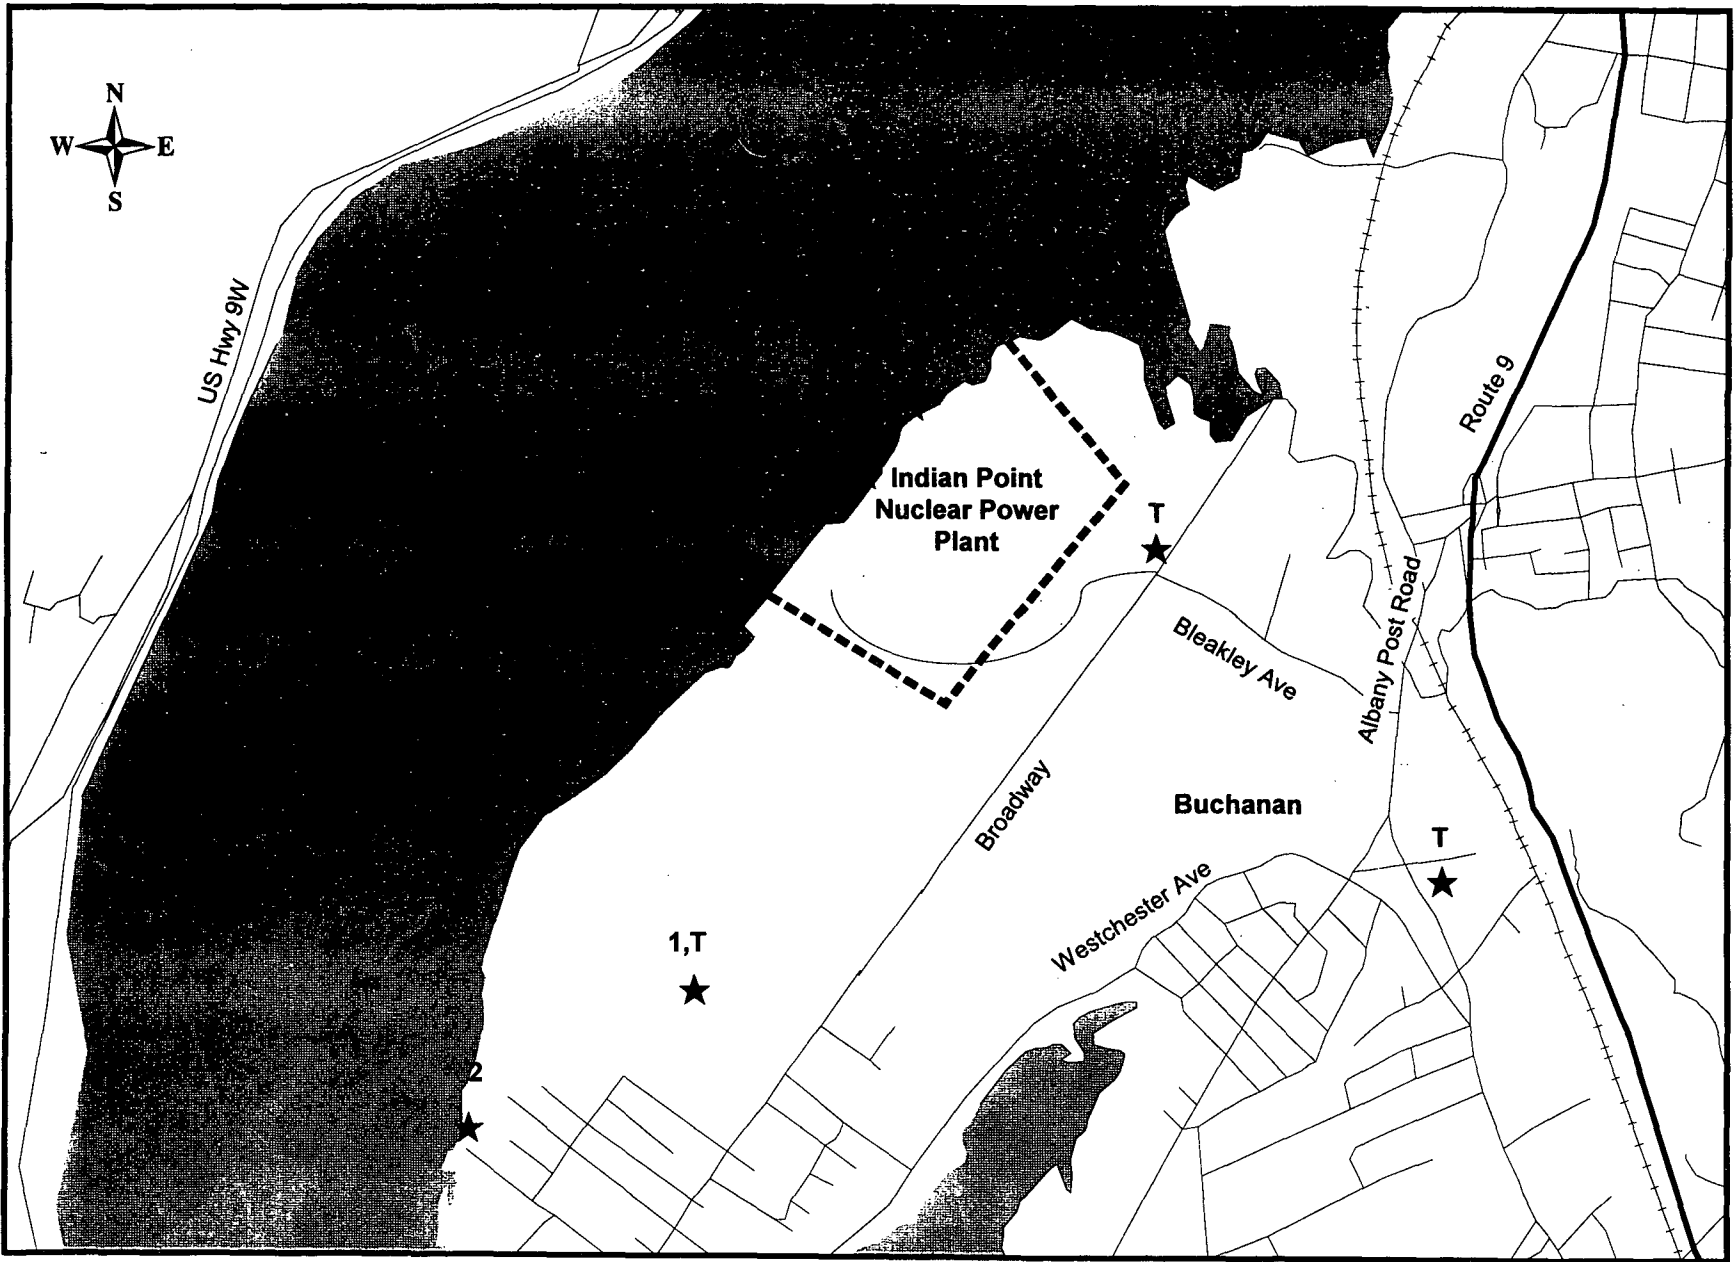 N
W E
S
US Hwy 9W
Route 9
Indian Point
Nuclear Power
Plant
T
Bleakley Ave
Albany Post Road
Broadway
Buchanan
T
Westchester Ave
1,T
2